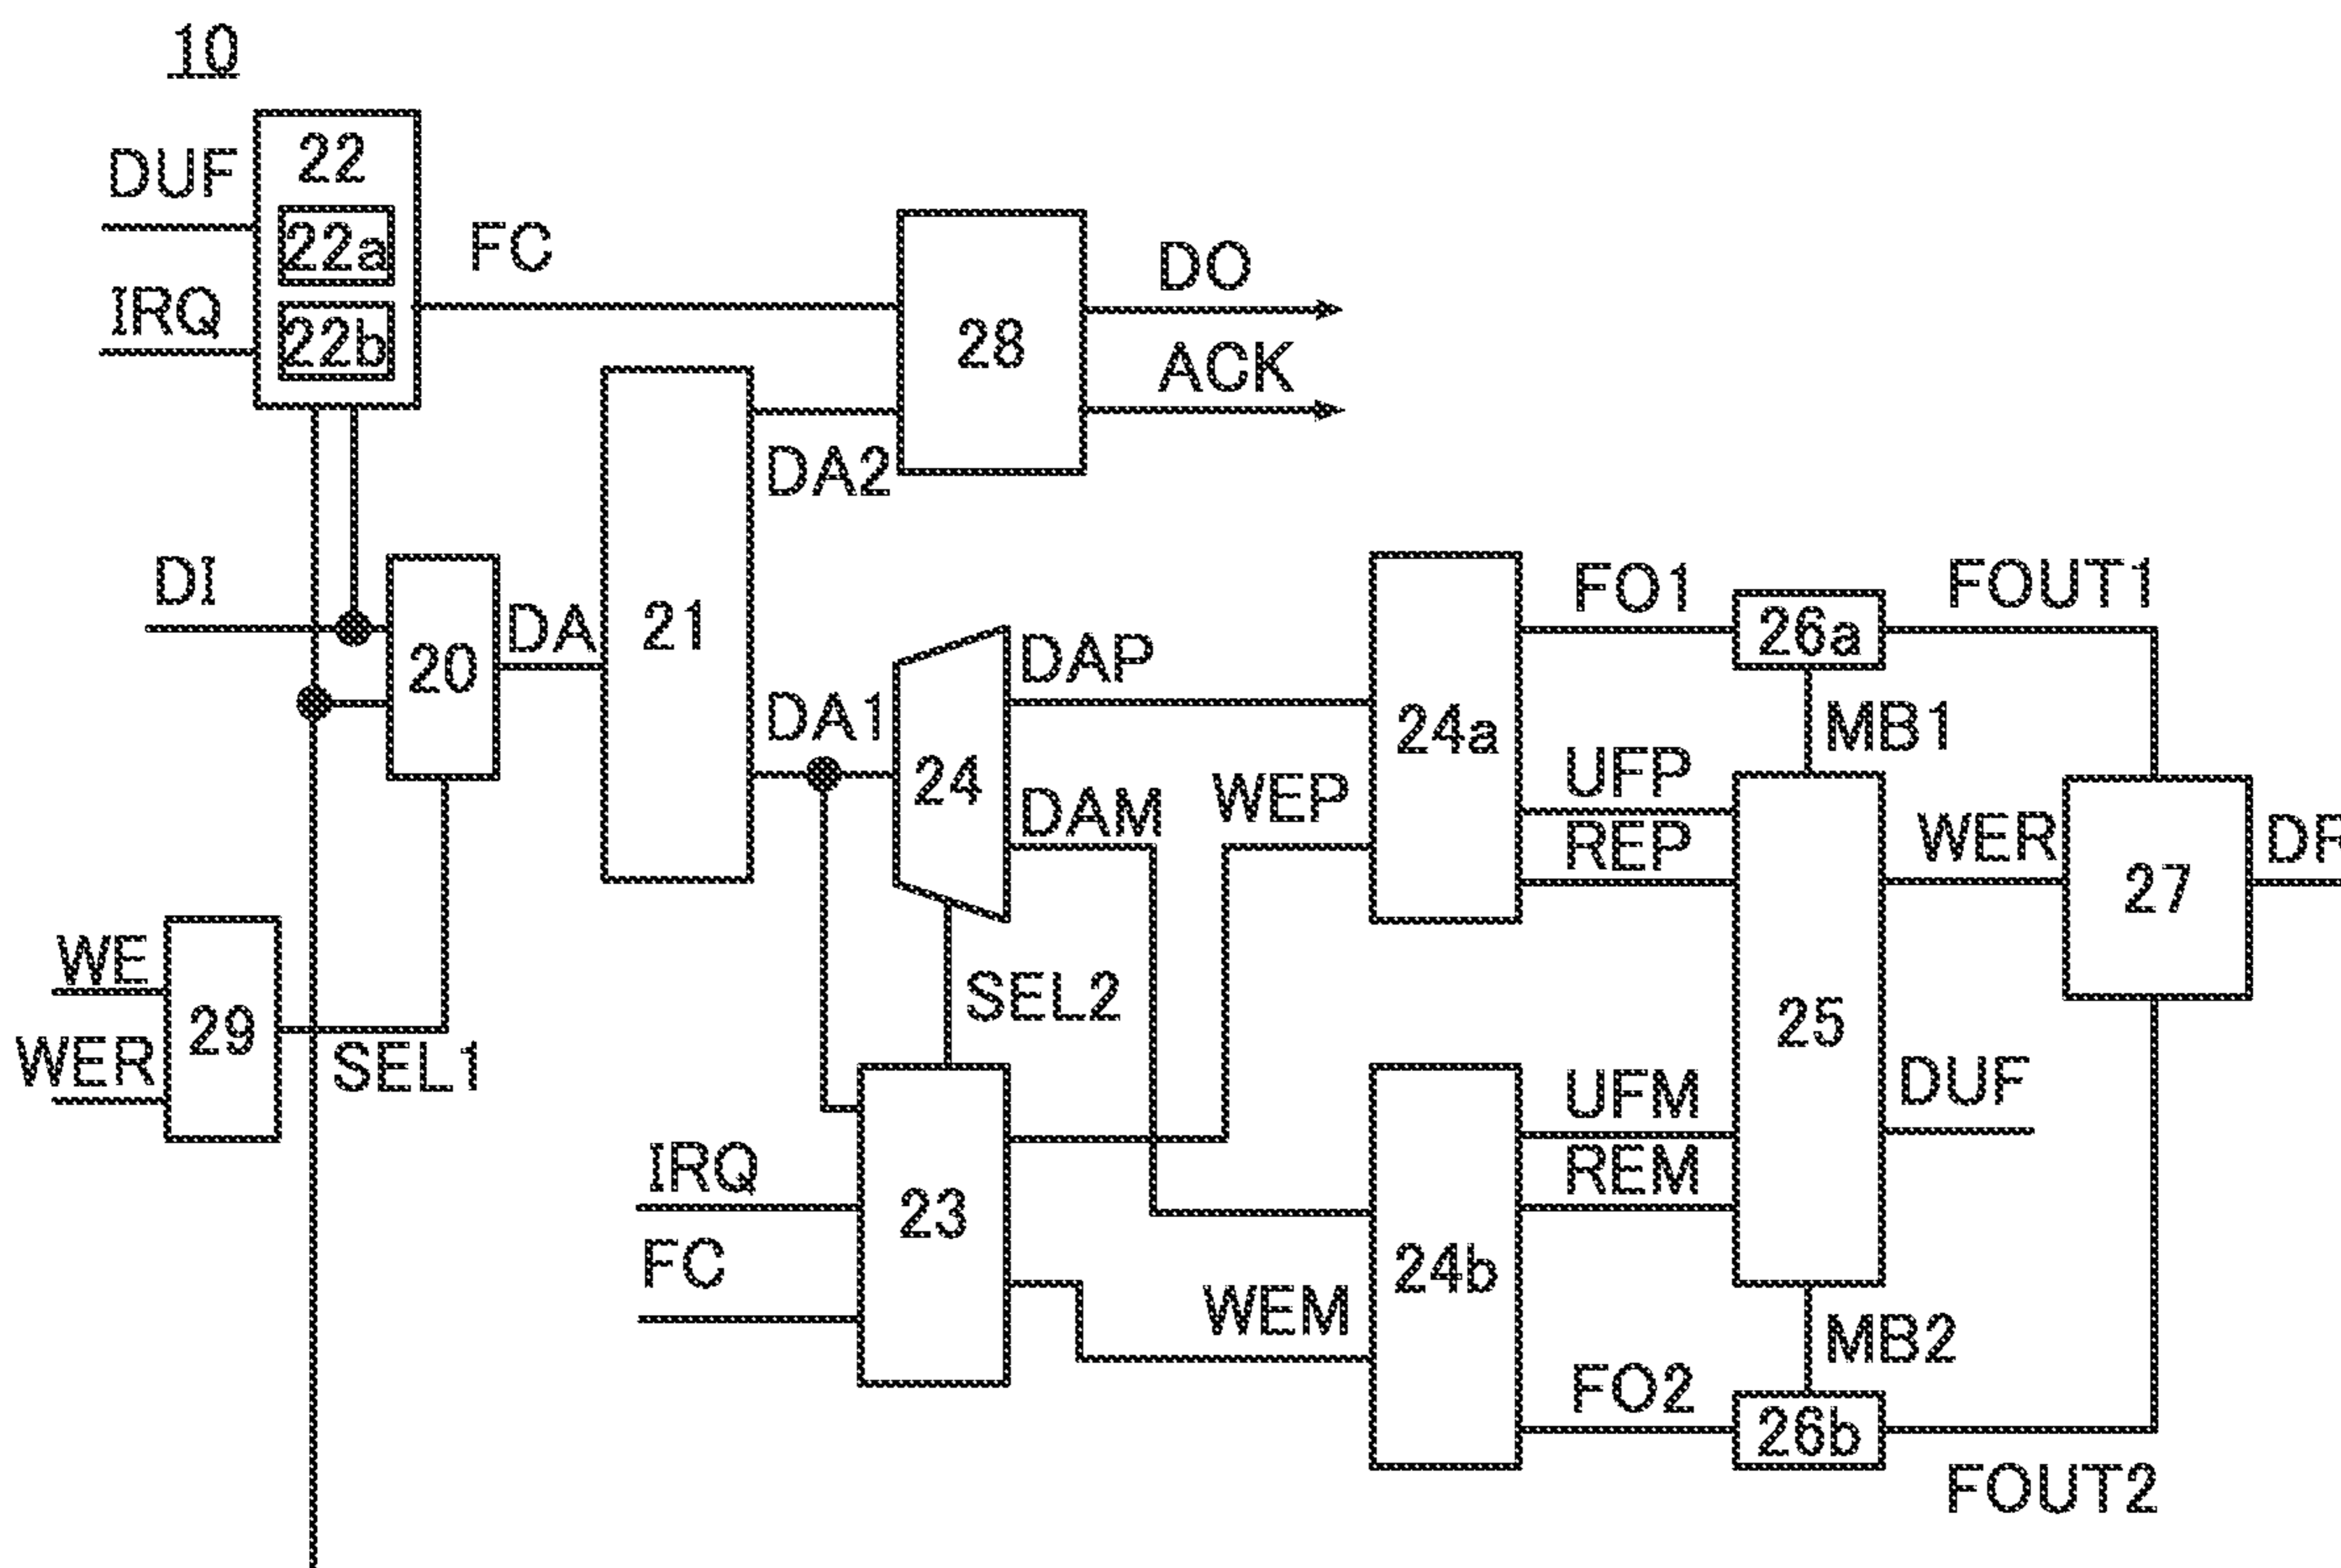 10
DUF
22
22a
FC
IRQ
22b
DO
28
ACK
DA2
DI
20
DA
21
DAP
DA1
24
DAM
WEP
24a
FO1
26a
FOUT1
MB1
UFP
REP
WER
27
DR
WE
29
WER
SEL1
SEL2
25
UFM
DUF
REM
IRQ
23
FC
24b
WEM
MB2
FO2
26b
FOUT2